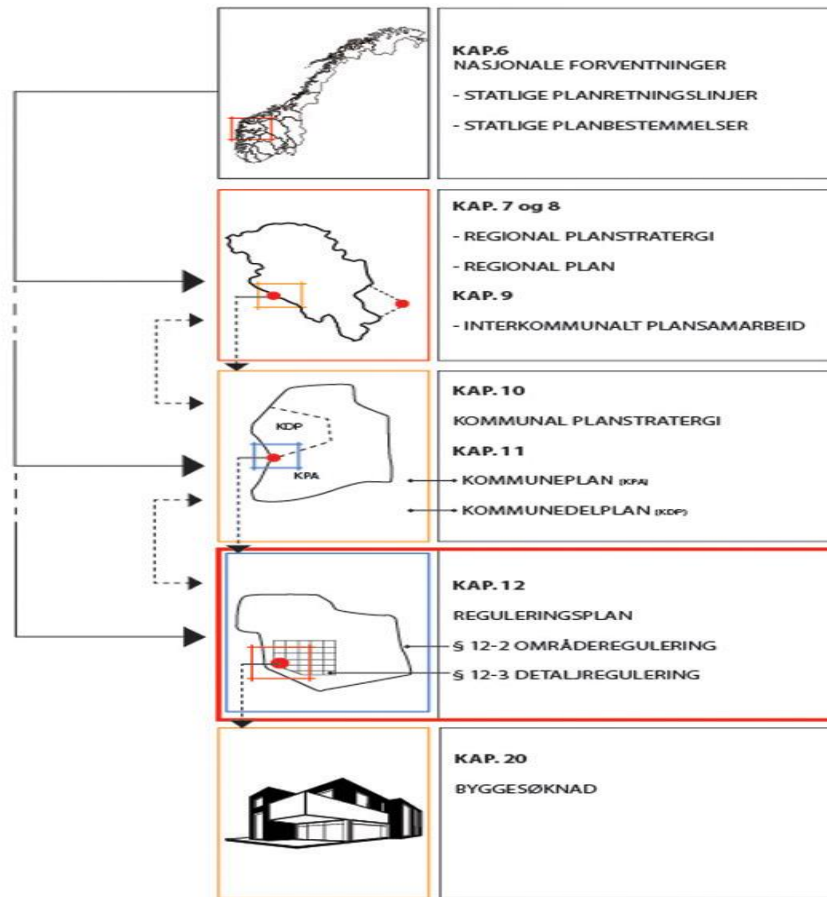 KAP.6
NASJONALE FORVENTNINGER
- STATLIGE PLANRETNINGSLINJER
- STATLIGE PLANBESTEMMELSER
KAP. 7 og 8
- REGIONAL PLANSTRATERGI
- REGIONAL PLAN
KAP. 9
- INTERKOMMUNALT PLANSAMARBEID
KDP
KPA
KAP. 10
KOMMUNAL PLANSTRATERGI
KAP. 11
KOMMUNEPLAN (KPA)
KOMMUNEDELPLAN (KDP)
KAP. 12
REGULERINGSPLAN
§ 12-2 OMRÅDEREGULERING
§ 12-3 DETALJREGULERING
KAP. 20
BYGGESØKNAD